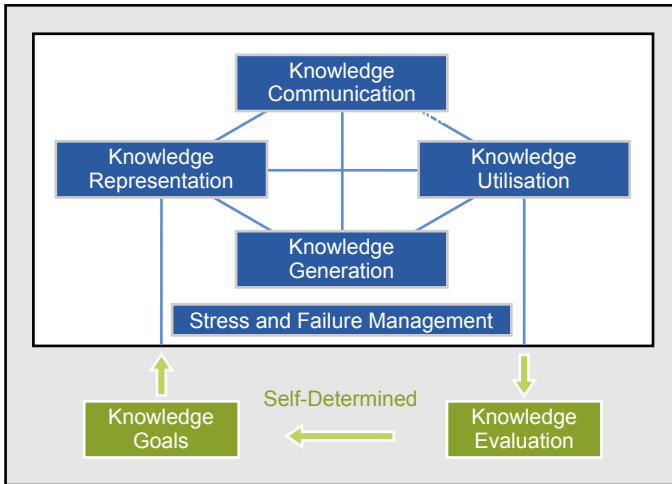 Knowledge
Communication
Knowledge
Representation
Knowledge
Utilisation
Knowledge
Generation
Stress and Failure Management
Self-Determined
Knowledge
Goals
Knowledge
Evaluation